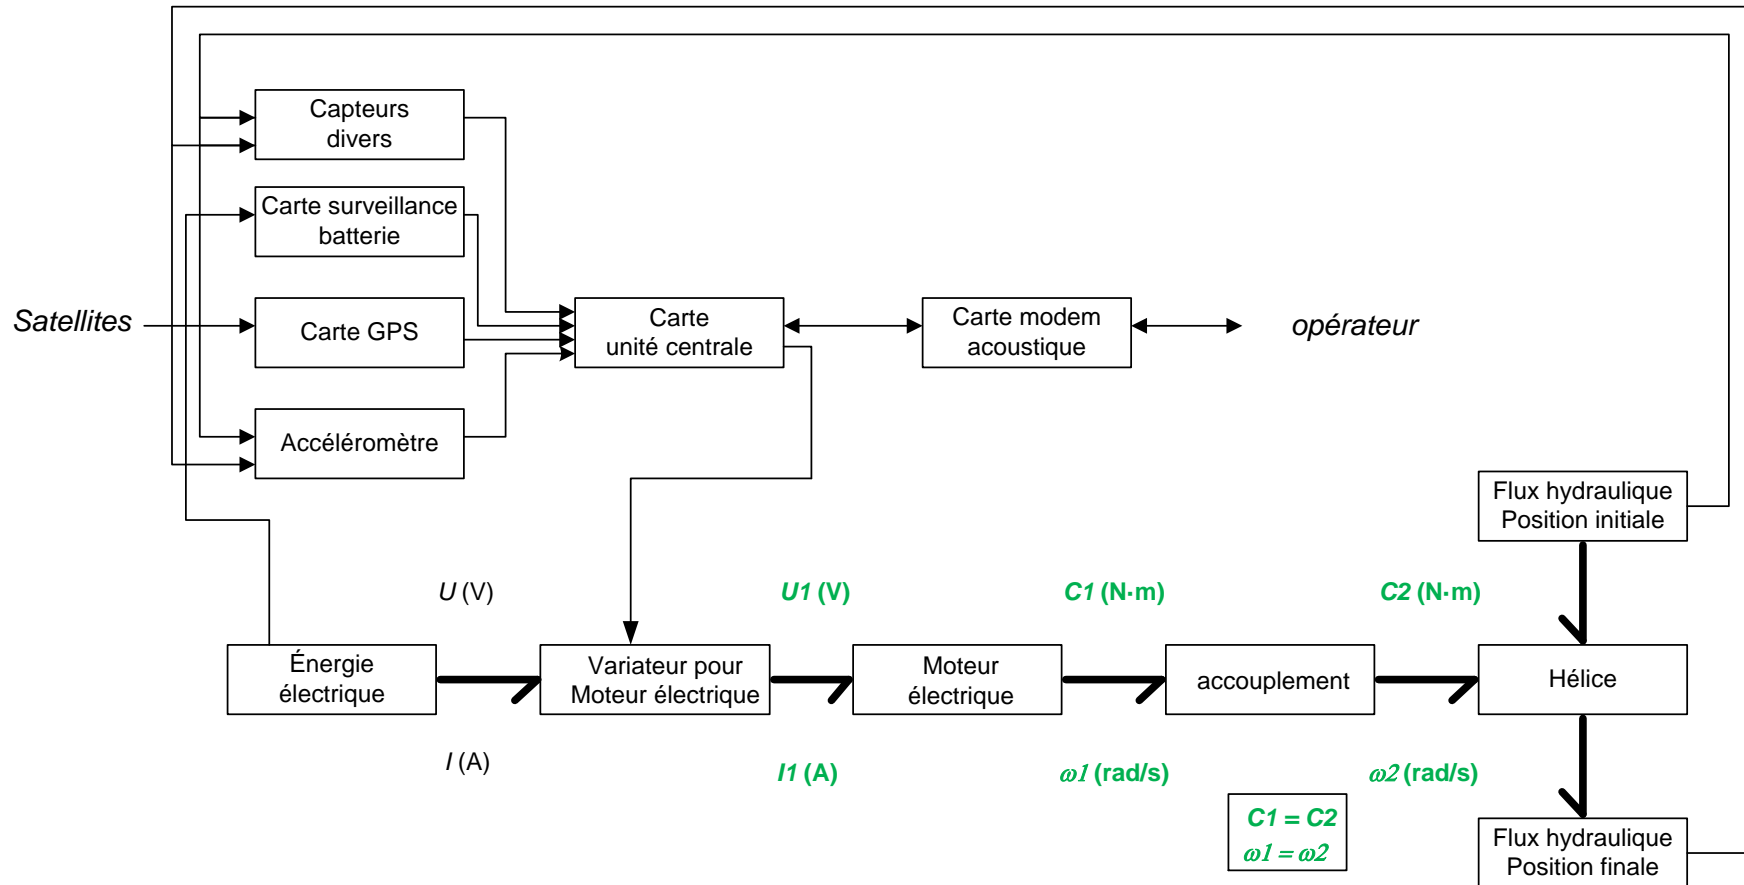 Capteurs
divers
Carte surveillance
batterie
Satellites
Carte GPS
Carte
unité centrale
Carte modem
acoustique
opérateur
Accéléromètre
Flux hydraulique
Position initiale
U (V)
U1 (V)
C1 (N·m)
C2 (N·m)
Énergie
électrique
Variateur pour
Moteur électrique
Moteur
électrique
accouplement
Hélice
I (A)
I1 (A)
ω1 (rad/s)
ω2 (rad/s)
C1 = C2
ω1 = ω2
Flux hydraulique
Position finale